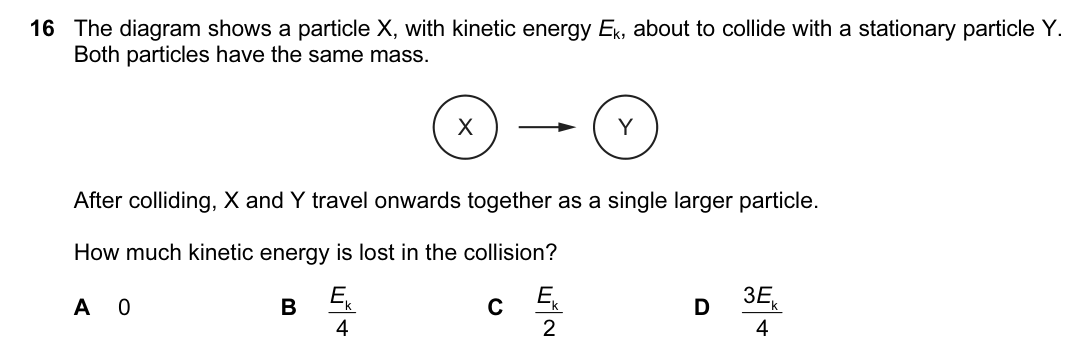 16 The diagram shows a particle X, with kinetic energy Ek, about to collide with a stationary particle Y.
Both particles have the same mass.
X Y
After colliding, X and Y travel onwards together as a single larger particle.
How much kinetic energy is lost in the collision?
A 0 B Ek/4 C Ek/2 D 3Ek/4